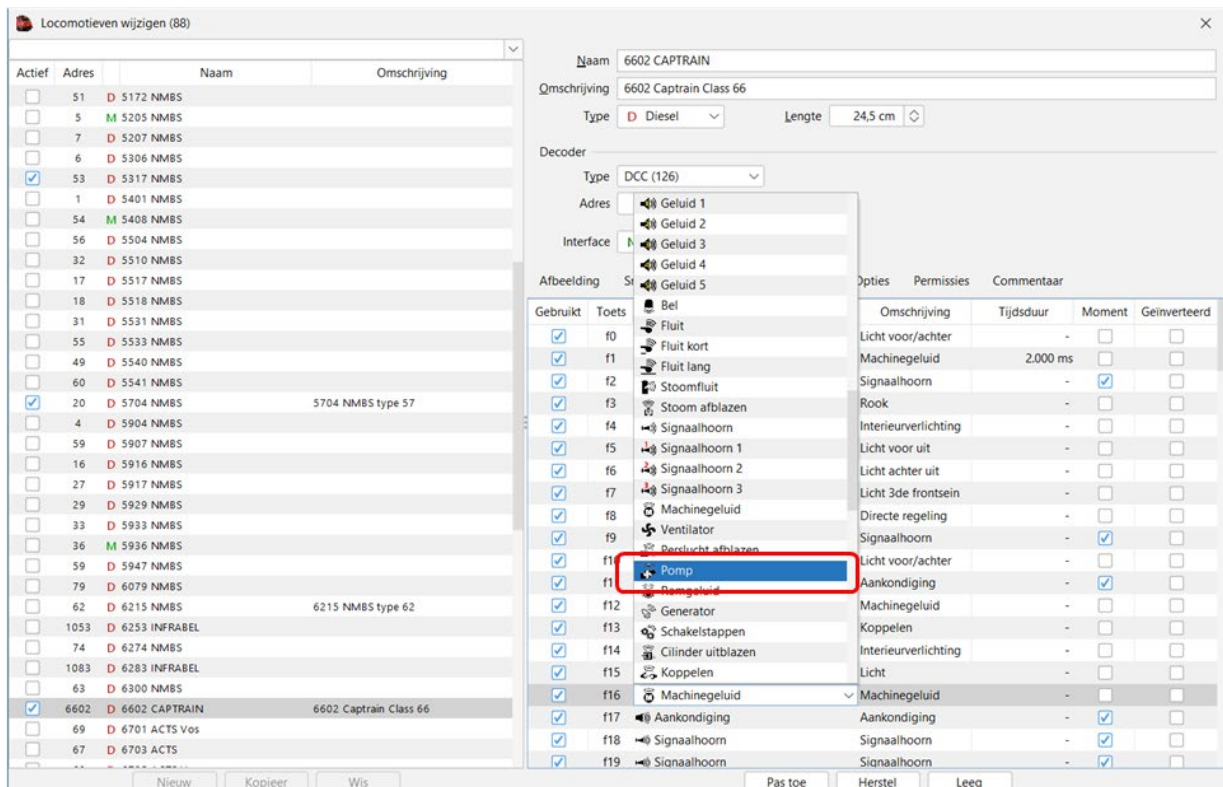 Locomotieven wijzigen (88)
Actief Adres Naam Omschrijving
51 D 5172 NMBS
5 M 5205 NMBS
7 D 5207 NMBS
6 D 5306 NMBS
53 D 5317 NMBS
1 D 5401 NMBS
54 M 5408 NMBS
56 D 5504 NMBS
32 D 5510 NMBS
17 D 5517 NMBS
18 D 5518 NMBS
31 D 5531 NMBS
55 D 5533 NMBS
49 D 5540 NMBS
60 D 5541 NMBS
20 D 5704 NMBS 5704 NMBS type 57
4 D 5904 NMBS
59 D 5907 NMBS
16 D 5916 NMBS
27 D 5917 NMBS
29 D 5929 NMBS
33 D 5933 NMBS
36 M 5936 NMBS
59 D 5947 NMBS
79 D 6079 NMBS
62 D 6215 NMBS 6215 NMBS type 62
1053 D 6253 INFRABEL
74 D 6274 NMBS
1083 D 6283 INFRABEL
63 D 6300 NMBS
6602 D 6602 CAPTRAIN 6602 Captrain Class 66
69 D 6701 ACTS Vos
67 D 6703 ACTS
Nieuw Kopieer Wis
Naam 6602 CAPTRAIN
Omschrijving 6602 Captrain Class 66
Type D Diesel Lengte 24,5 cm
Decoder
Type DCC (126)
Adres
Interface
Afbeelding Opties Permissies Commentaar
Gebruikt Toets Omschrijving Tijdsduur Moment Geïnverteerd
f0 Licht voor/achter -
f1 Machinegeluid 2.000 ms
f2 Signaalhoorn -
f3 Rook -
f4 Interieurverlichting -
f5 Licht voor uit -
f6 Licht achter uit -
f7 Licht 3de frontsein -
f8 Directe regeling -
f9 Signaalhoorn -
Licht voor/achter -
Aankondiging -
f12 Machinegeluid -
f13 Koppelen -
f14 Interieurverlichting -
f15 Licht -
f16 Machinegeluid Machinegeluid -
f17 Aankondiging Aankondiging -
f18 Signaalhoorn Signaalhoorn -
f19 Signaalhoorn Signaalhoorn -
Geluid 1
Geluid 2
Geluid 3
Geluid 4
Geluid 5
Bel
Fluit
Fluit kort
Fluit lang
Stoomfluit
Stoom afblazen
Signaalhoorn
Signaalhoorn 1
Signaalhoorn 2
Signaalhoorn 3
Machinegeluid
Ventilator
Perslucht afblazen
Pomp
Remgeluid
Generator
Schakelstappen
Cilinder uitblazen
Koppelen
Pas toe Herstel Leeg